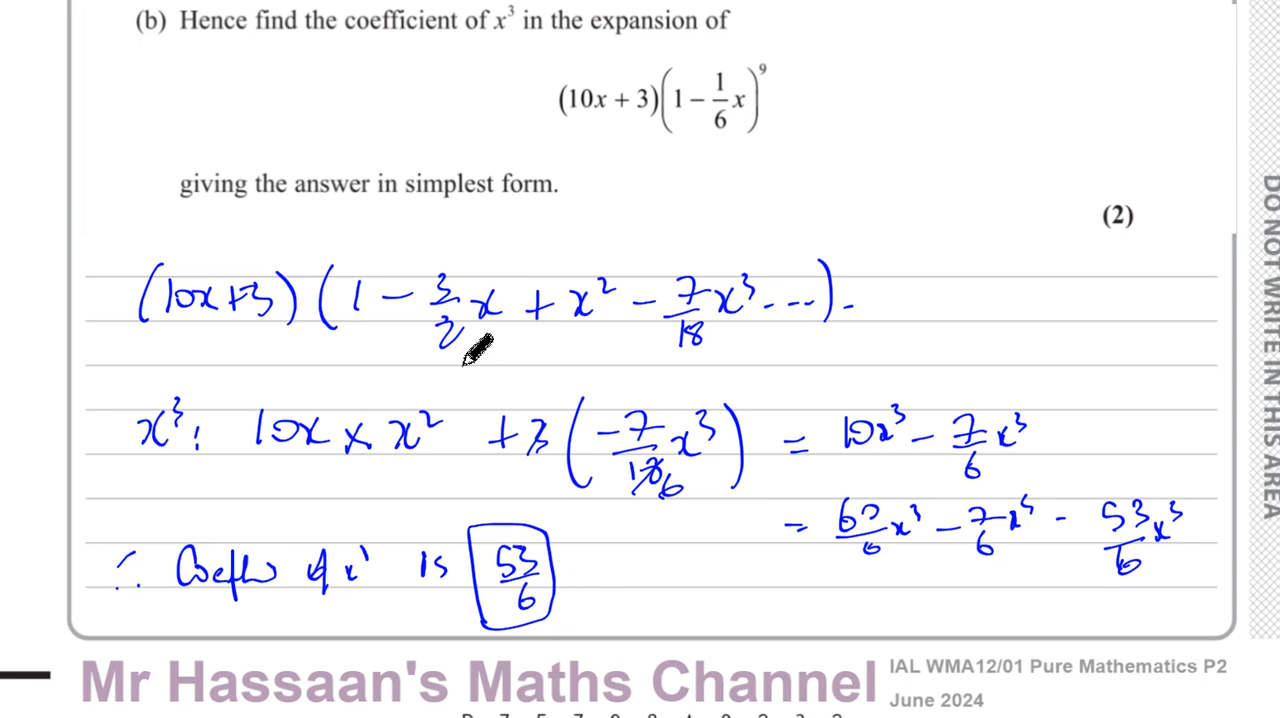 (b) Hence find the coefficient of x³ in the expansion of
(10x + 3)(1 − 1/6 x)⁹
giving the answer in simplest form.
(2)
(10x+3)(1 − 3/2 x + x² − 7/18 x³ ...).
x³: 10x × x² + 3(−7/18 6 x³) = 10x³ − 7/6 x³
= 60/6 x³ − 7/6 x³ = 53/6 x³
∴ of x³ is 53/6
DO NOT WRITE IN THIS AREA
Mr Hassaan's Maths Channel
IAL WMA12/01 Pure Mathematics P2
June 2024